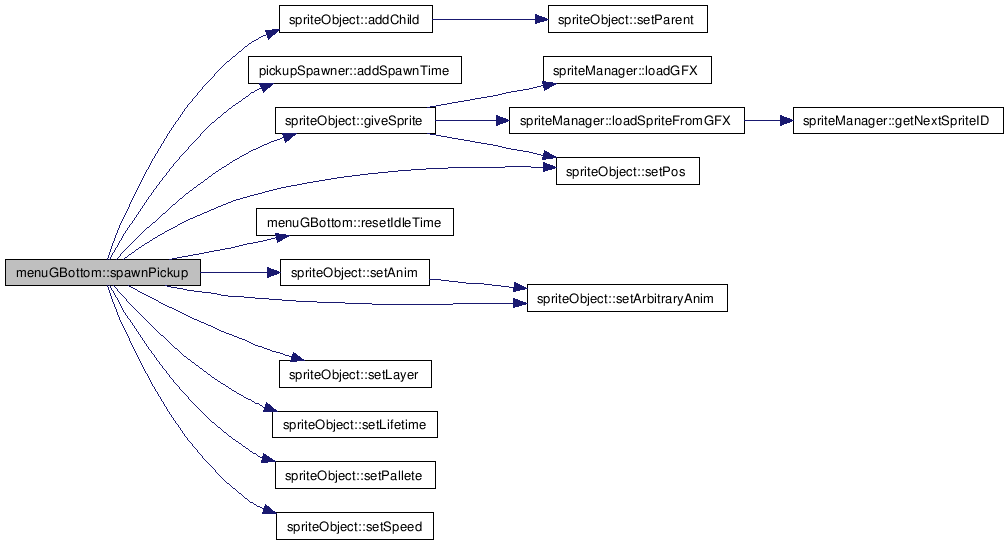 spriteObject::addChild
spriteObject::setParent
pickupSpawner::addSpawnTime
spriteManager::loadGFX
spriteObject::giveSprite
spriteManager::loadSpriteFromGFX
spriteManager::getNextSpriteID
spriteObject::setPos
menuGBottom::resetIdleTime
menuGBottom::spawnPickup
spriteObject::setAnim
spriteObject::setArbitraryAnim
spriteObject::setLayer
spriteObject::setLifetime
spriteObject::setPallete
spriteObject::setSpeed